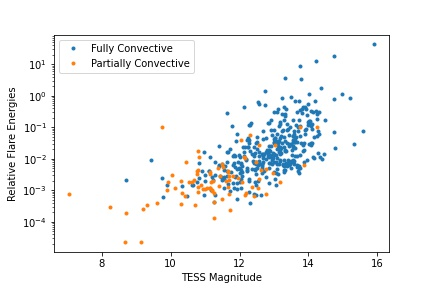 Fully Convective
Partially Convective
Relative Flare Energies
10¹
10⁰
10⁻¹
10⁻²
10⁻³
10⁻⁴
8 10 12 14 16
TESS Magnitude